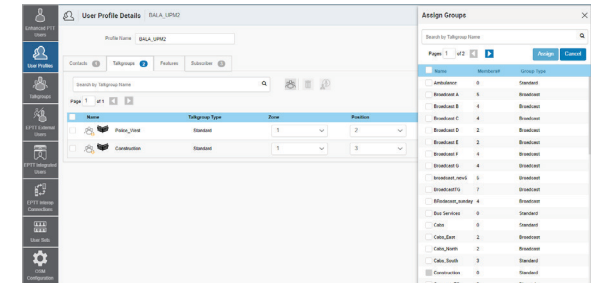 Enhanced PTT
Users
User Profiles
Talkgroups
EPTT External
Users
EPTT Integrated
Users
EPTT Interop
Connections
User Sets
OSM
Configuration
User Profile Details BALA_UPM2
Profile Name BALA_UPM2
Contacts 0 Talkgroups 2 Features Subscriber 0
Search by Talkgroup Name
Page 1 of 1
Name Talkgroup Type Zone Position
Standard 1 2
Construction Standard 1 3
Assign Groups
Search by Talkgroup Name
Pages 1 of 2 Assign Cancel
Name Members# Group Type
Ambulance 0 Standard
Broadcast A 5 Broadcast
Broadcast B 4 Broadcast
Broadcast C 4 Broadcast
Broadcast D 2 Broadcast
Broadcast E 2 Broadcast
Broadcast F 4 Broadcast
Broadcast G 4 Broadcast
broadcast_new6 5 Broadcast
BroadcastTG 7 Broadcast
BRodacast_sunday 4 Broadcast
Bus Services 0 Standard
Cabs 0 Standard
Cabs_East 2 Broadcast
Cabs_North 2 Broadcast
Cabs_South 3 Standard
Construction 0 Standard